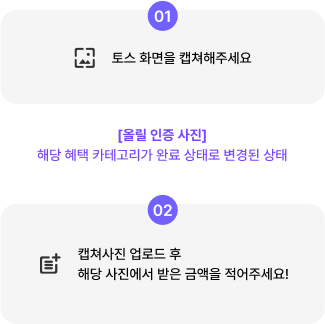 01
토스 화면을 캡쳐해주세요
[올릴 인증 사진]
해당 혜택 카테고리가 완료 상태로 변경된 상태
02
캡쳐사진 업로드 후
해당 사진에서 받은 금액을 적어주세요!